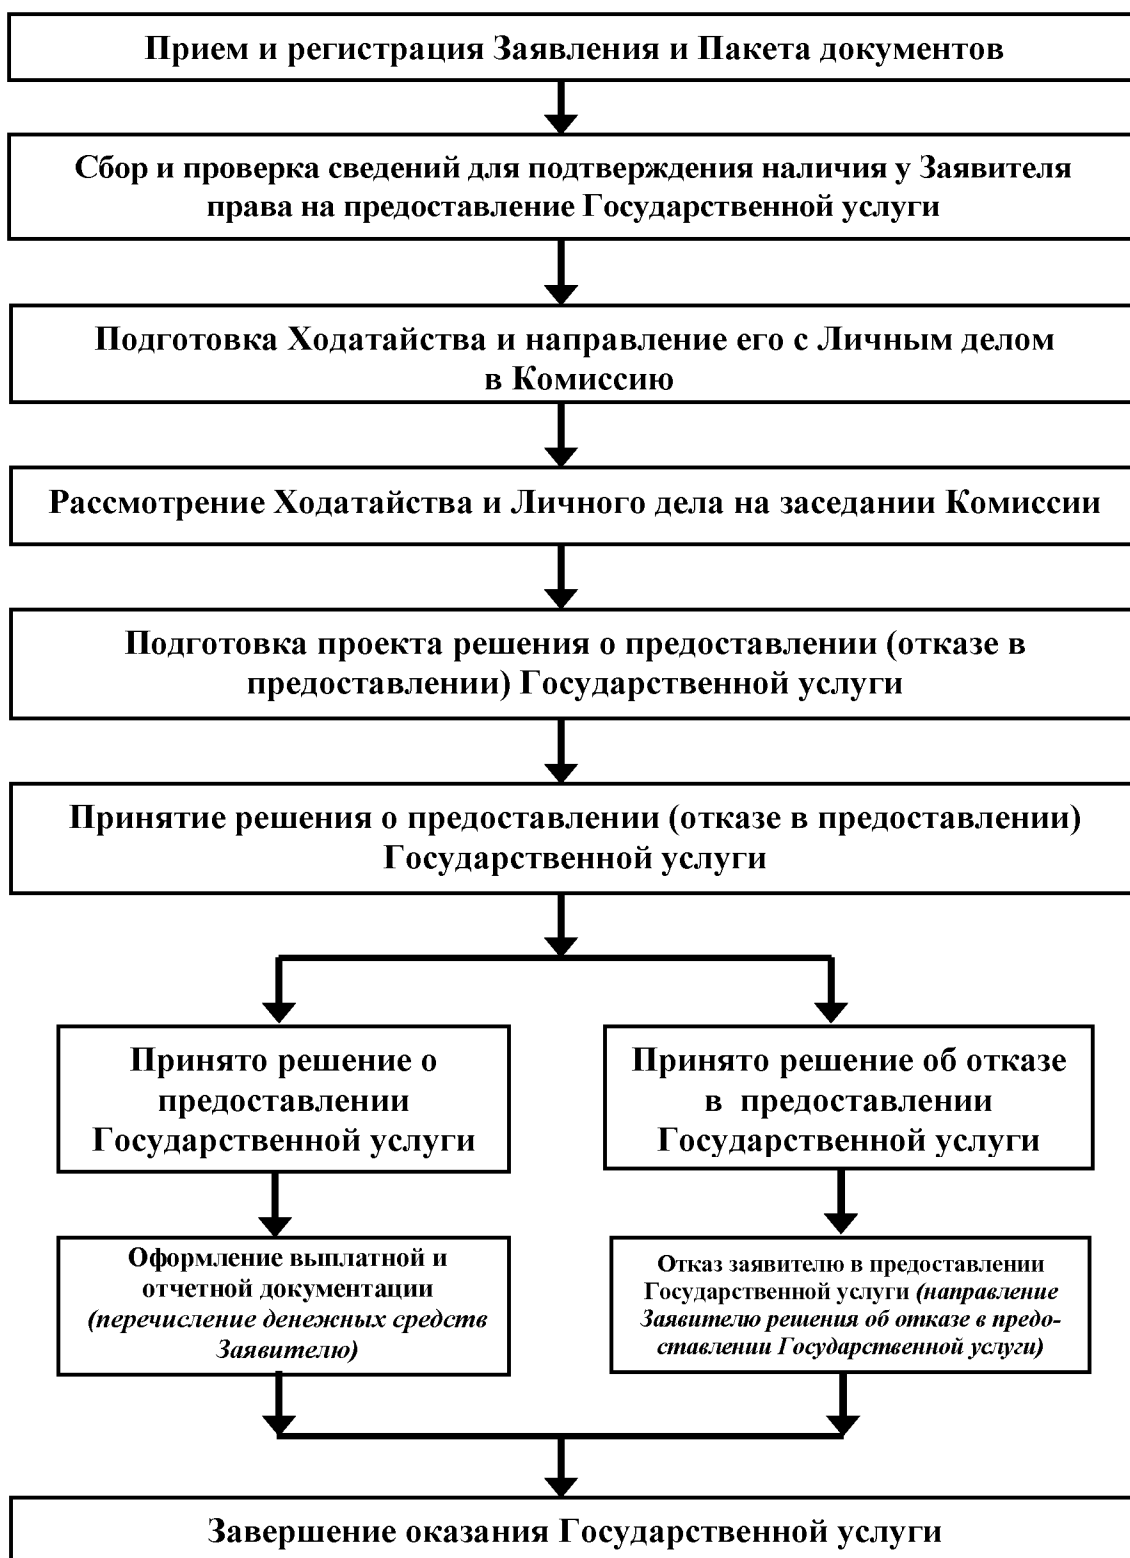 Прием и регистрация Заявления и Пакета документов
Сбор и проверка сведений для подтверждения наличия у Заявителя
права на предоставление Государственной услуги
Подготовка Ходатайства и направление его с Личным делом
в Комиссию
Рассмотрение Ходатайства и Личного дела на заседании Комиссии
Подготовка проекта решения о предоставлении (отказе в
предоставлении) Государственной услуги
Принятие решения о предоставлении (отказе в предоставлении)
Государственной услуги
Принято решение о
предоставлении
Государственной услуги
Принято решение об отказе
в предоставлении
Государственной услуги
Оформление выплатной и
отчетной документации
(перечисление денежных средств
Заявителю)
Отказ заявителю в предоставлении
Государственной услуги (направление
Заявителю решения об отказе в предо-
ставлении Государственной услуги)
Завершение оказания Государственной услуги